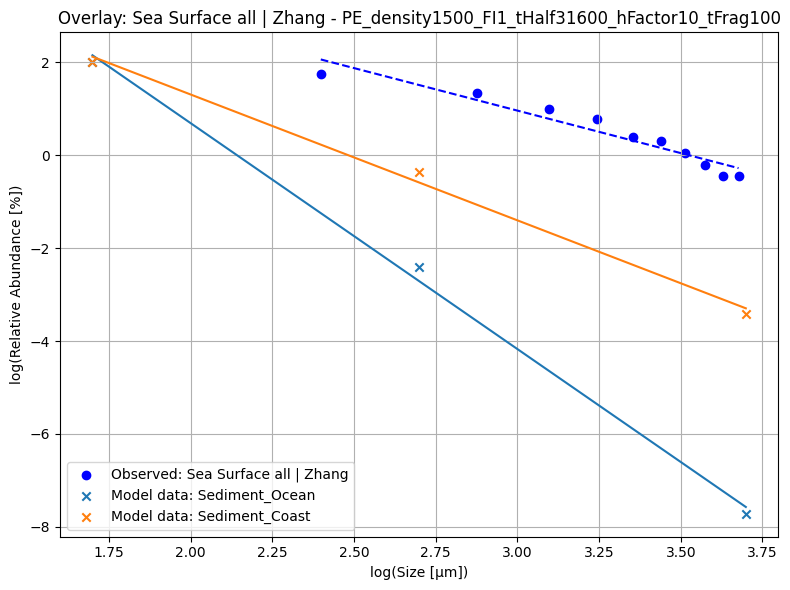 Overlay: Sea Surface all | Zhang - PE_density1500_FI1_tHalf31600_hFactor10_tFrag100
log(Relative Abundance [%])
2
0
−2
−4
−6
−8
Observed: Sea Surface all | Zhang
Model data: Sediment_Ocean
Model data: Sediment_Coast
1.75
2.00
2.25
2.50
2.75
3.00
3.25
3.50
3.75
log(Size [μm])